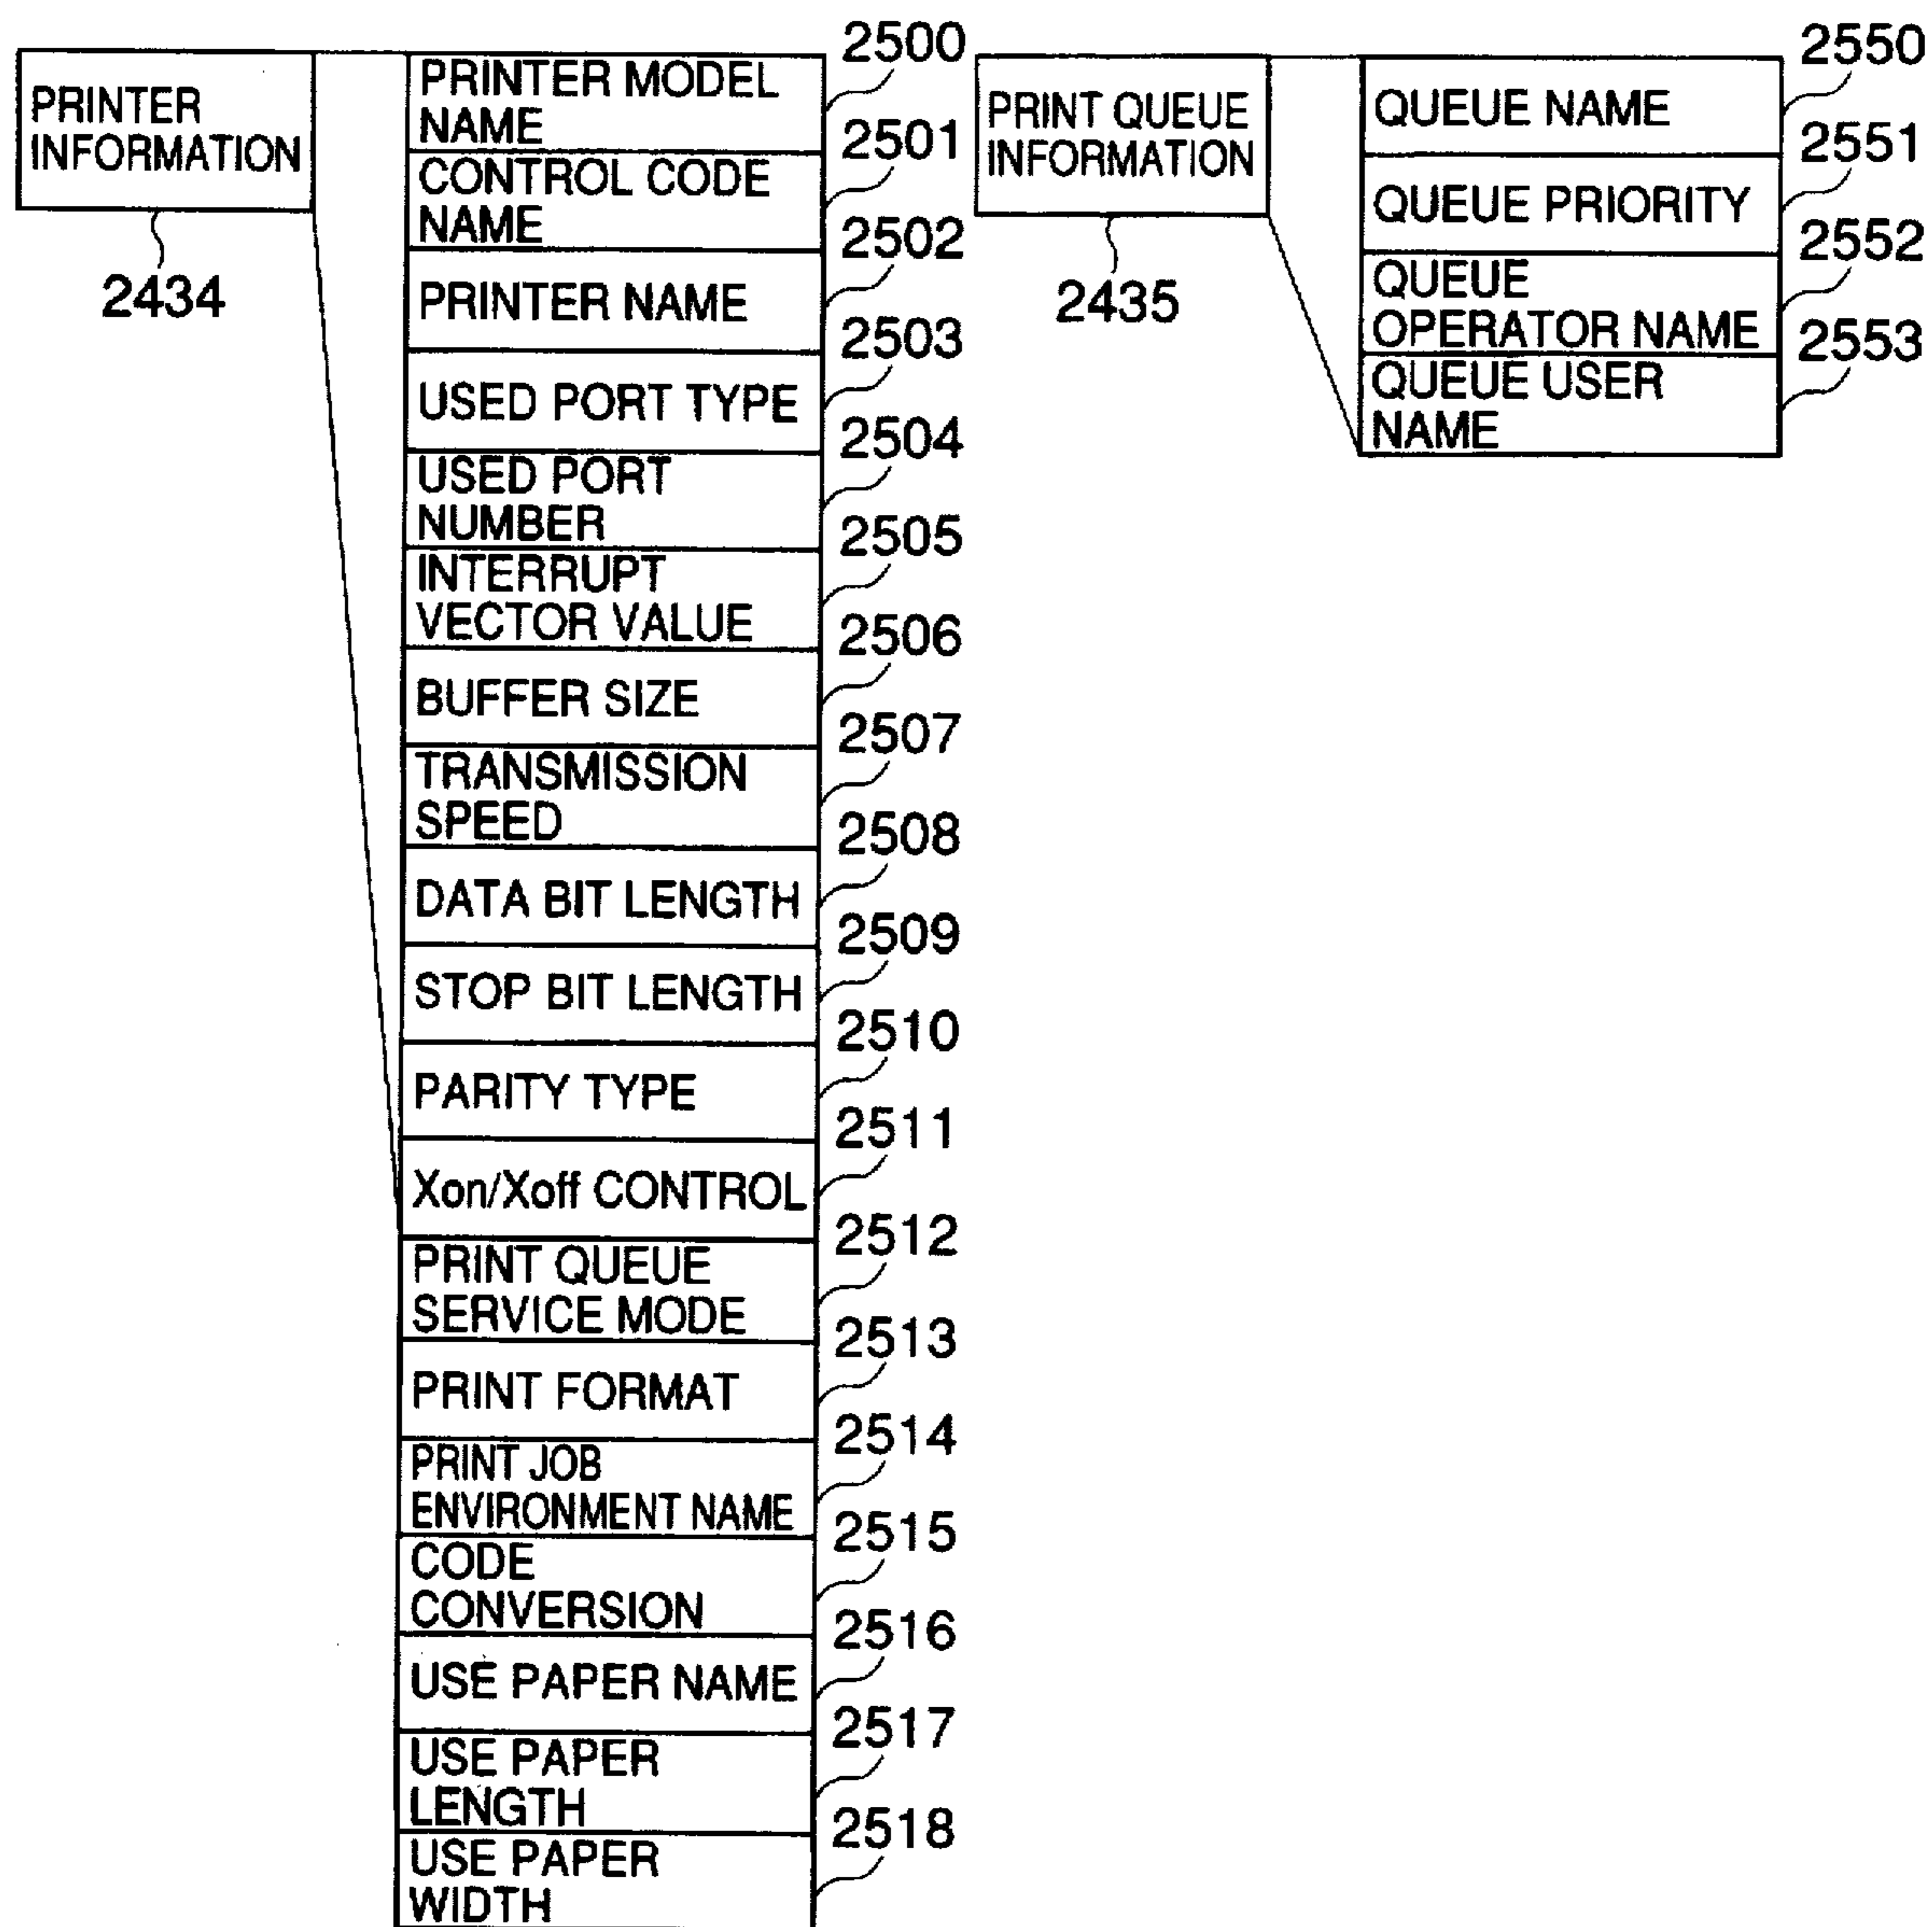 PRINTER
INFORMATION
2434
PRINTER MODEL
NAME
2500
CONTROL CODE
NAME
2501
PRINTER NAME
2502
USED PORT TYPE
2503
USED PORT
NUMBER
2504
INTERRUPT
VECTOR VALUE
2505
BUFFER SIZE
2506
TRANSMISSION
SPEED
2507
DATA BIT LENGTH
2508
STOP BIT LENGTH
2509
PARITY TYPE
2510
Xon/Xoff CONTROL
2511
PRINT QUEUE
SERVICE MODE
2512
PRINT FORMAT
2513
PRINT JOB
ENVIRONMENT NAME
2514
CODE
CONVERSION
2515
USE PAPER NAME
2516
USE PAPER
LENGTH
2517
USE PAPER
WIDTH
2518
PRINT QUEUE
INFORMATION
2435
QUEUE NAME
2550
QUEUE PRIORITY
2551
QUEUE
OPERATOR NAME
2552
QUEUE USER
NAME
2553